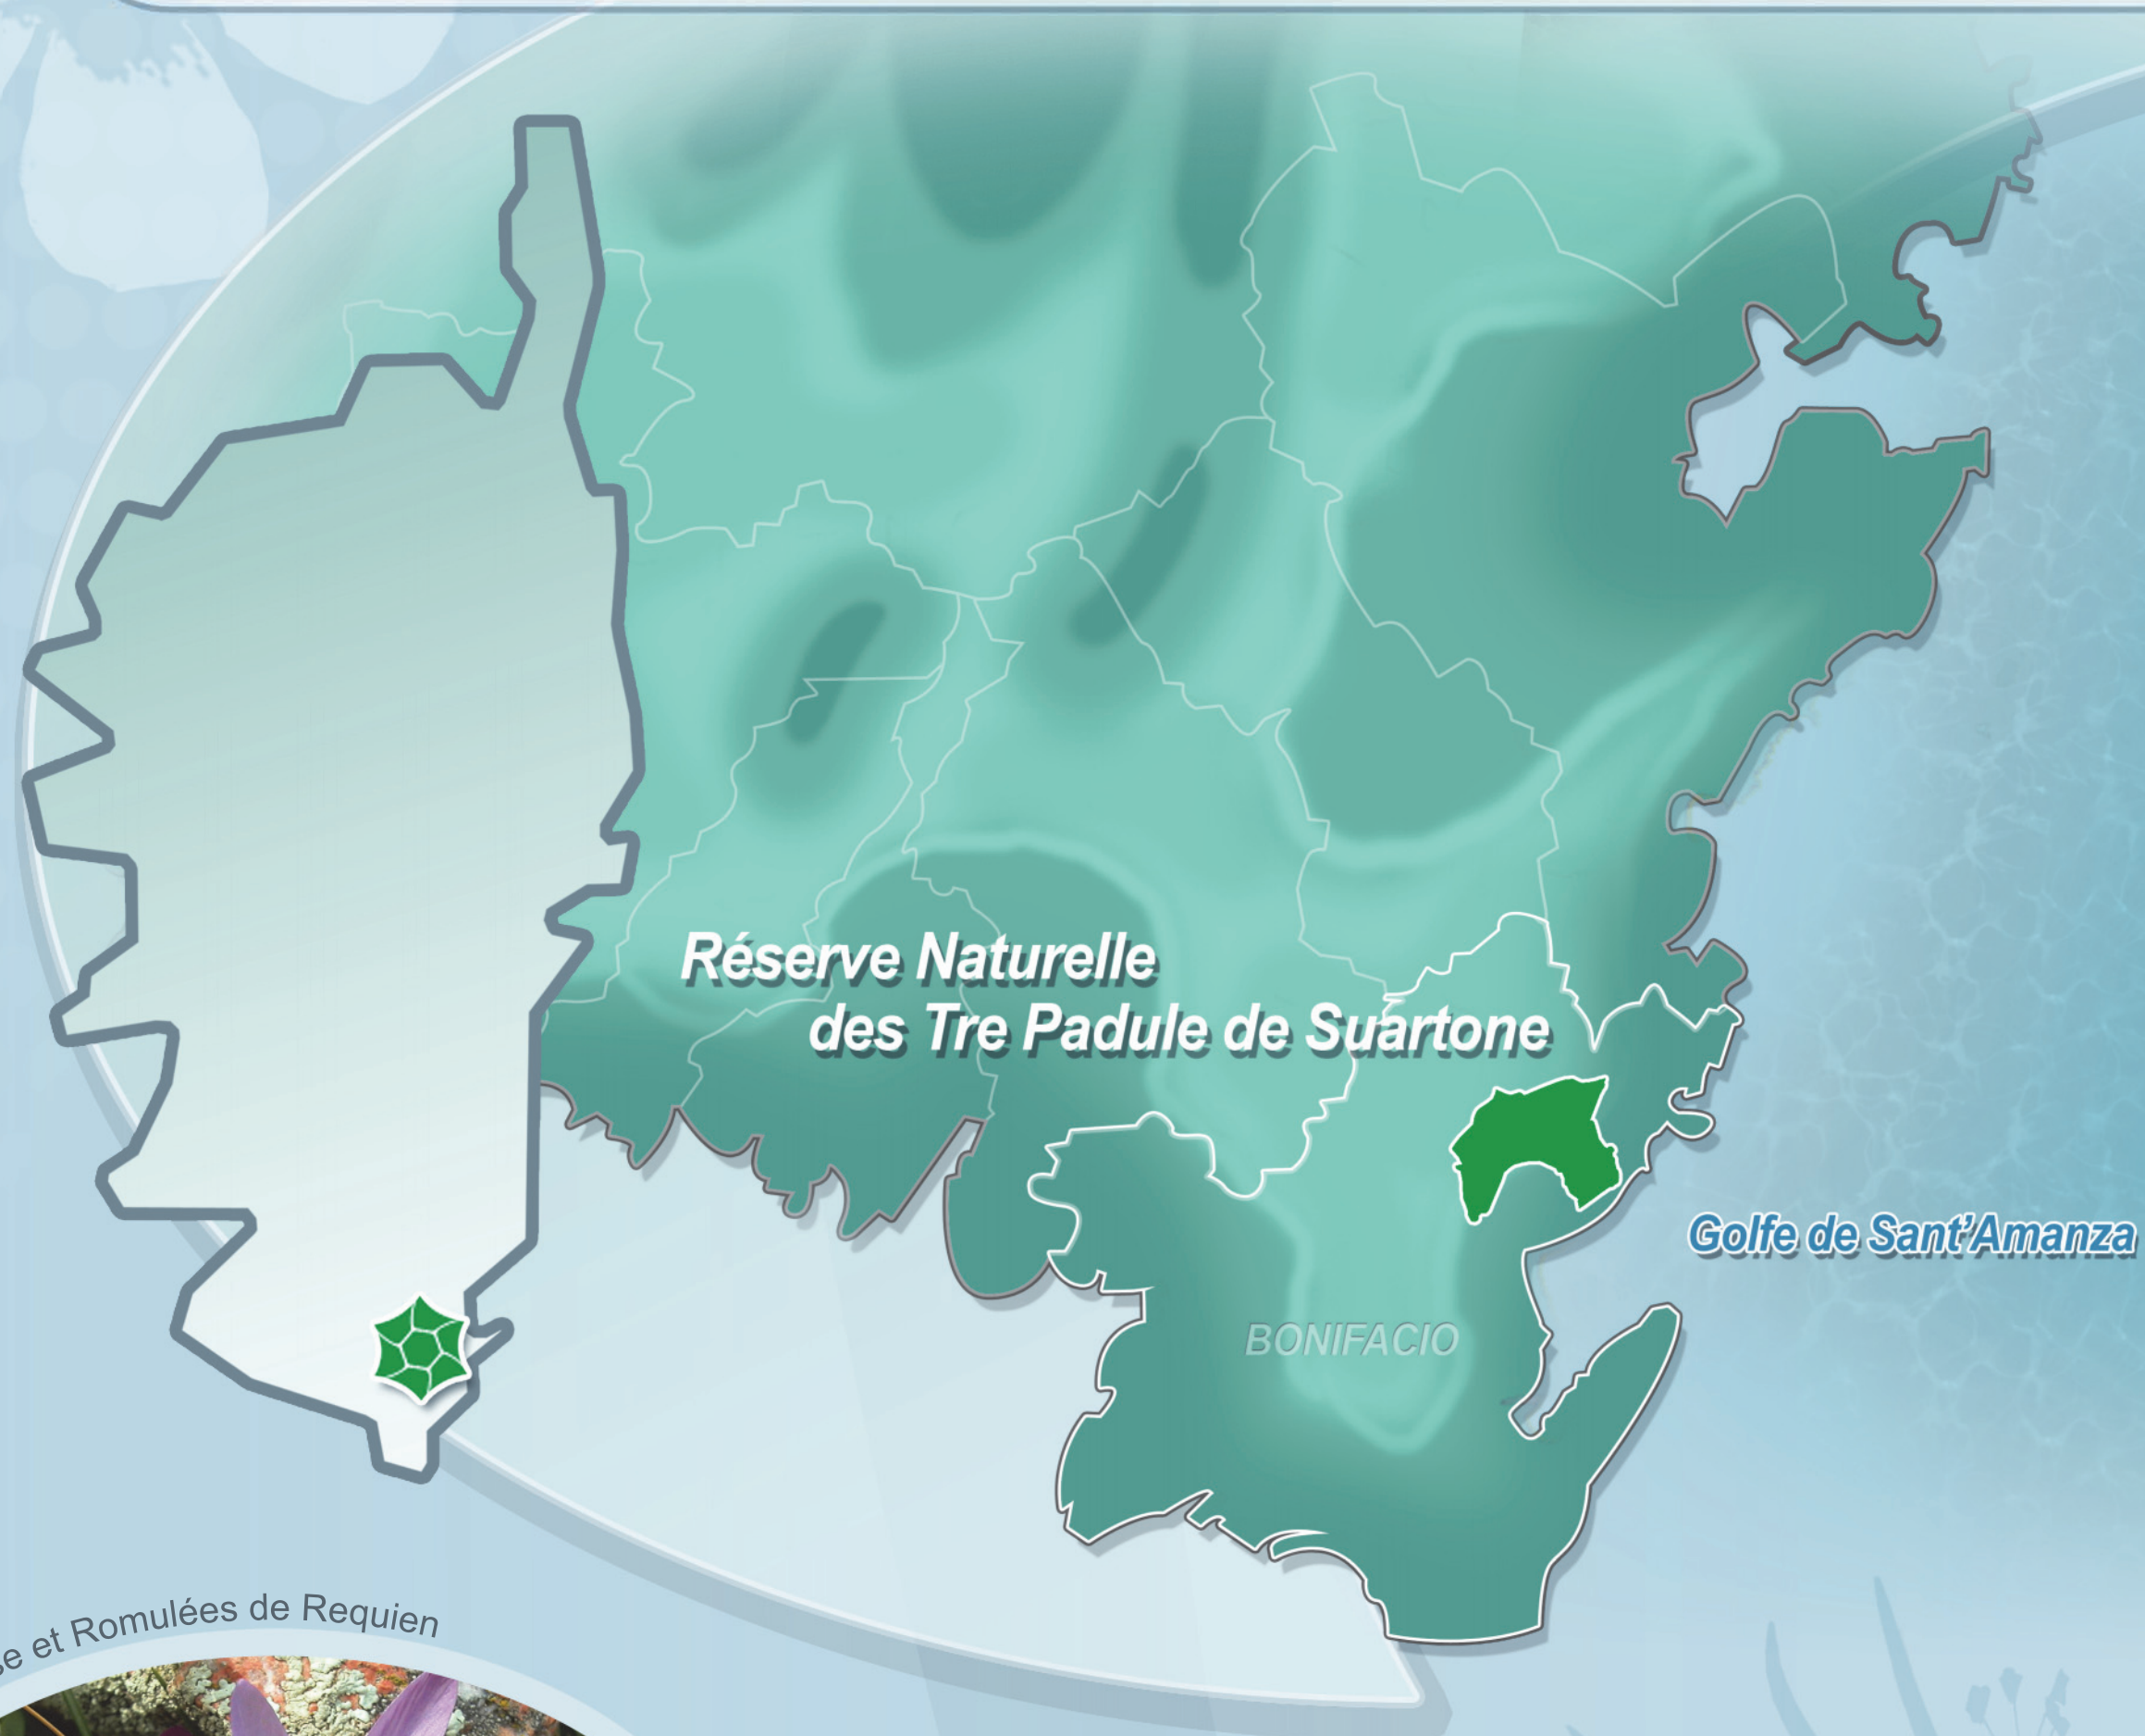 Réserve Naturelle
des Tre Padule de Suartone
Golfe de Sant'Amanza
BONIFACIO
et Romulées de Requien